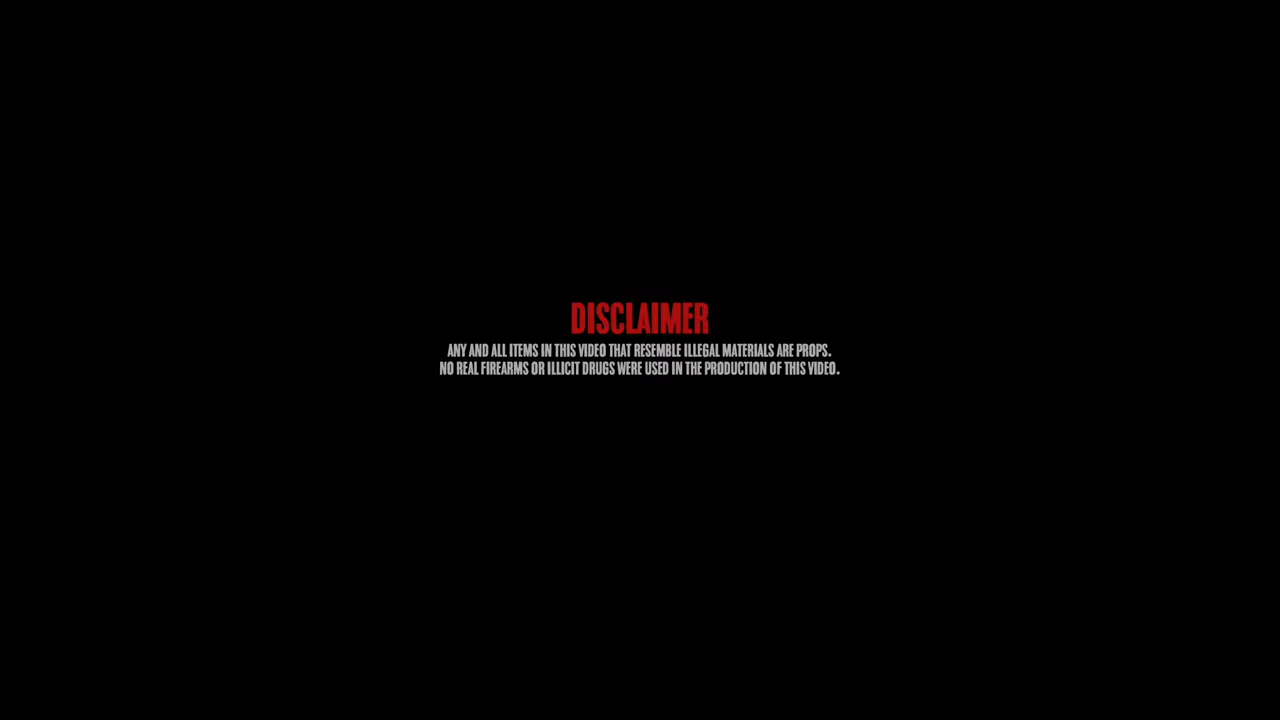 DISCLAIMER
ANY AND ALL ITEMS IN THIS VIDEO THAT RESEMBLE ILLEGAL MATERIALS ARE PROPS.
NO REAL FIREARMS OR ILLICIT DRUGS WERE USED IN THE PRODUCTION OF THIS VIDEO.